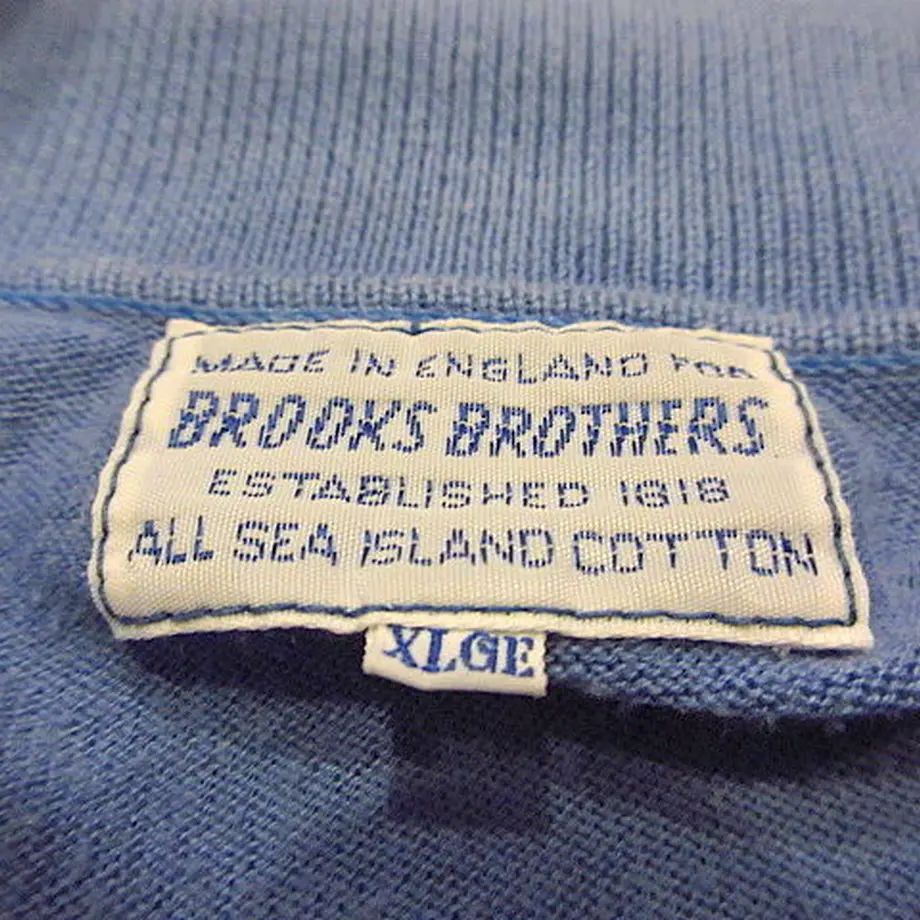 MADE IN ENGLAND FOR
BROOKS BROTHERS
ESTABLISHED 1818
ALL SEA ISLAND COTTON
XLGE